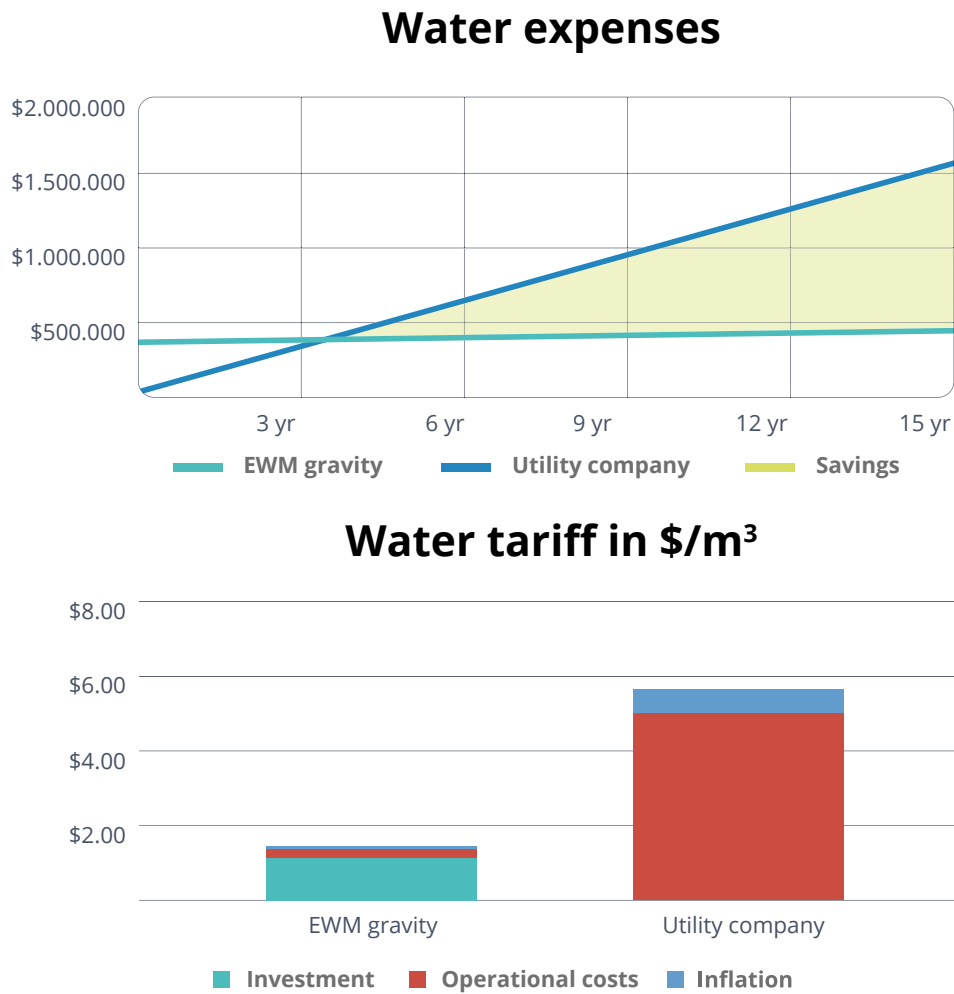 Water expenses
$2.000.000
$1.500.000
$1.000.000
$500.000
3 yr 6 yr 9 yr 12 yr 15 yr
EWM gravity Utility company Savings
Water tariff in $/m³
$8.00
$6.00
$4.00
$2.00
EWM gravity Utility company
Investment Operational costs Inflation